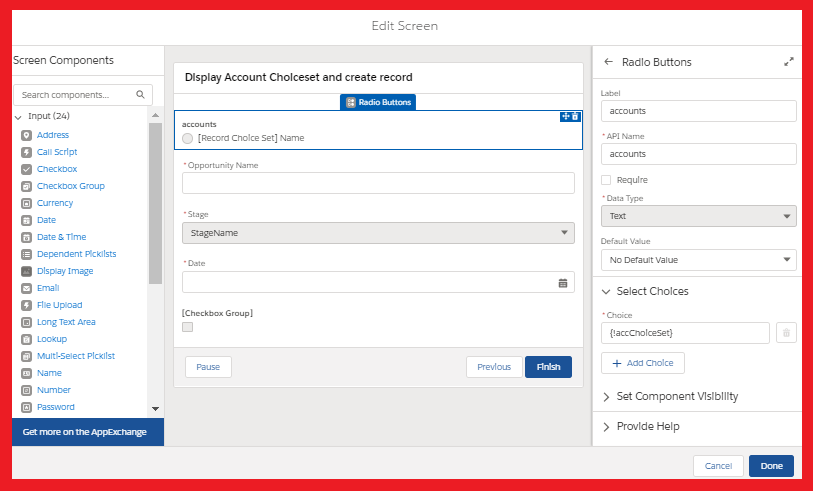 Edit Screen
Screen Components
Search components...
Input (24)
Address
Call Script
Checkbox
Checkbox Group
Currency
Date
Date & Time
Dependent Picklists
Display Image
Email
File Upload
Long Text Area
Lookup
Multi-Select Picklist
Name
Number
Password
Get more on the AppExchange
Display Account Choiceset and create record
Radio Buttons
accounts
[Record Choice Set] Name
*Opportunity Name
*Stage
StageName
*Date
[Checkbox Group]
Pause
Previous
Finish
Radio Buttons
Label
accounts
*API Name
accounts
Require
*Data Type
Text
Default Value
No Default Value
Select Choices
*Choice
{!accChoiceSet}
+ Add Choice
Set Component Visibility
Provide Help
Cancel
Done